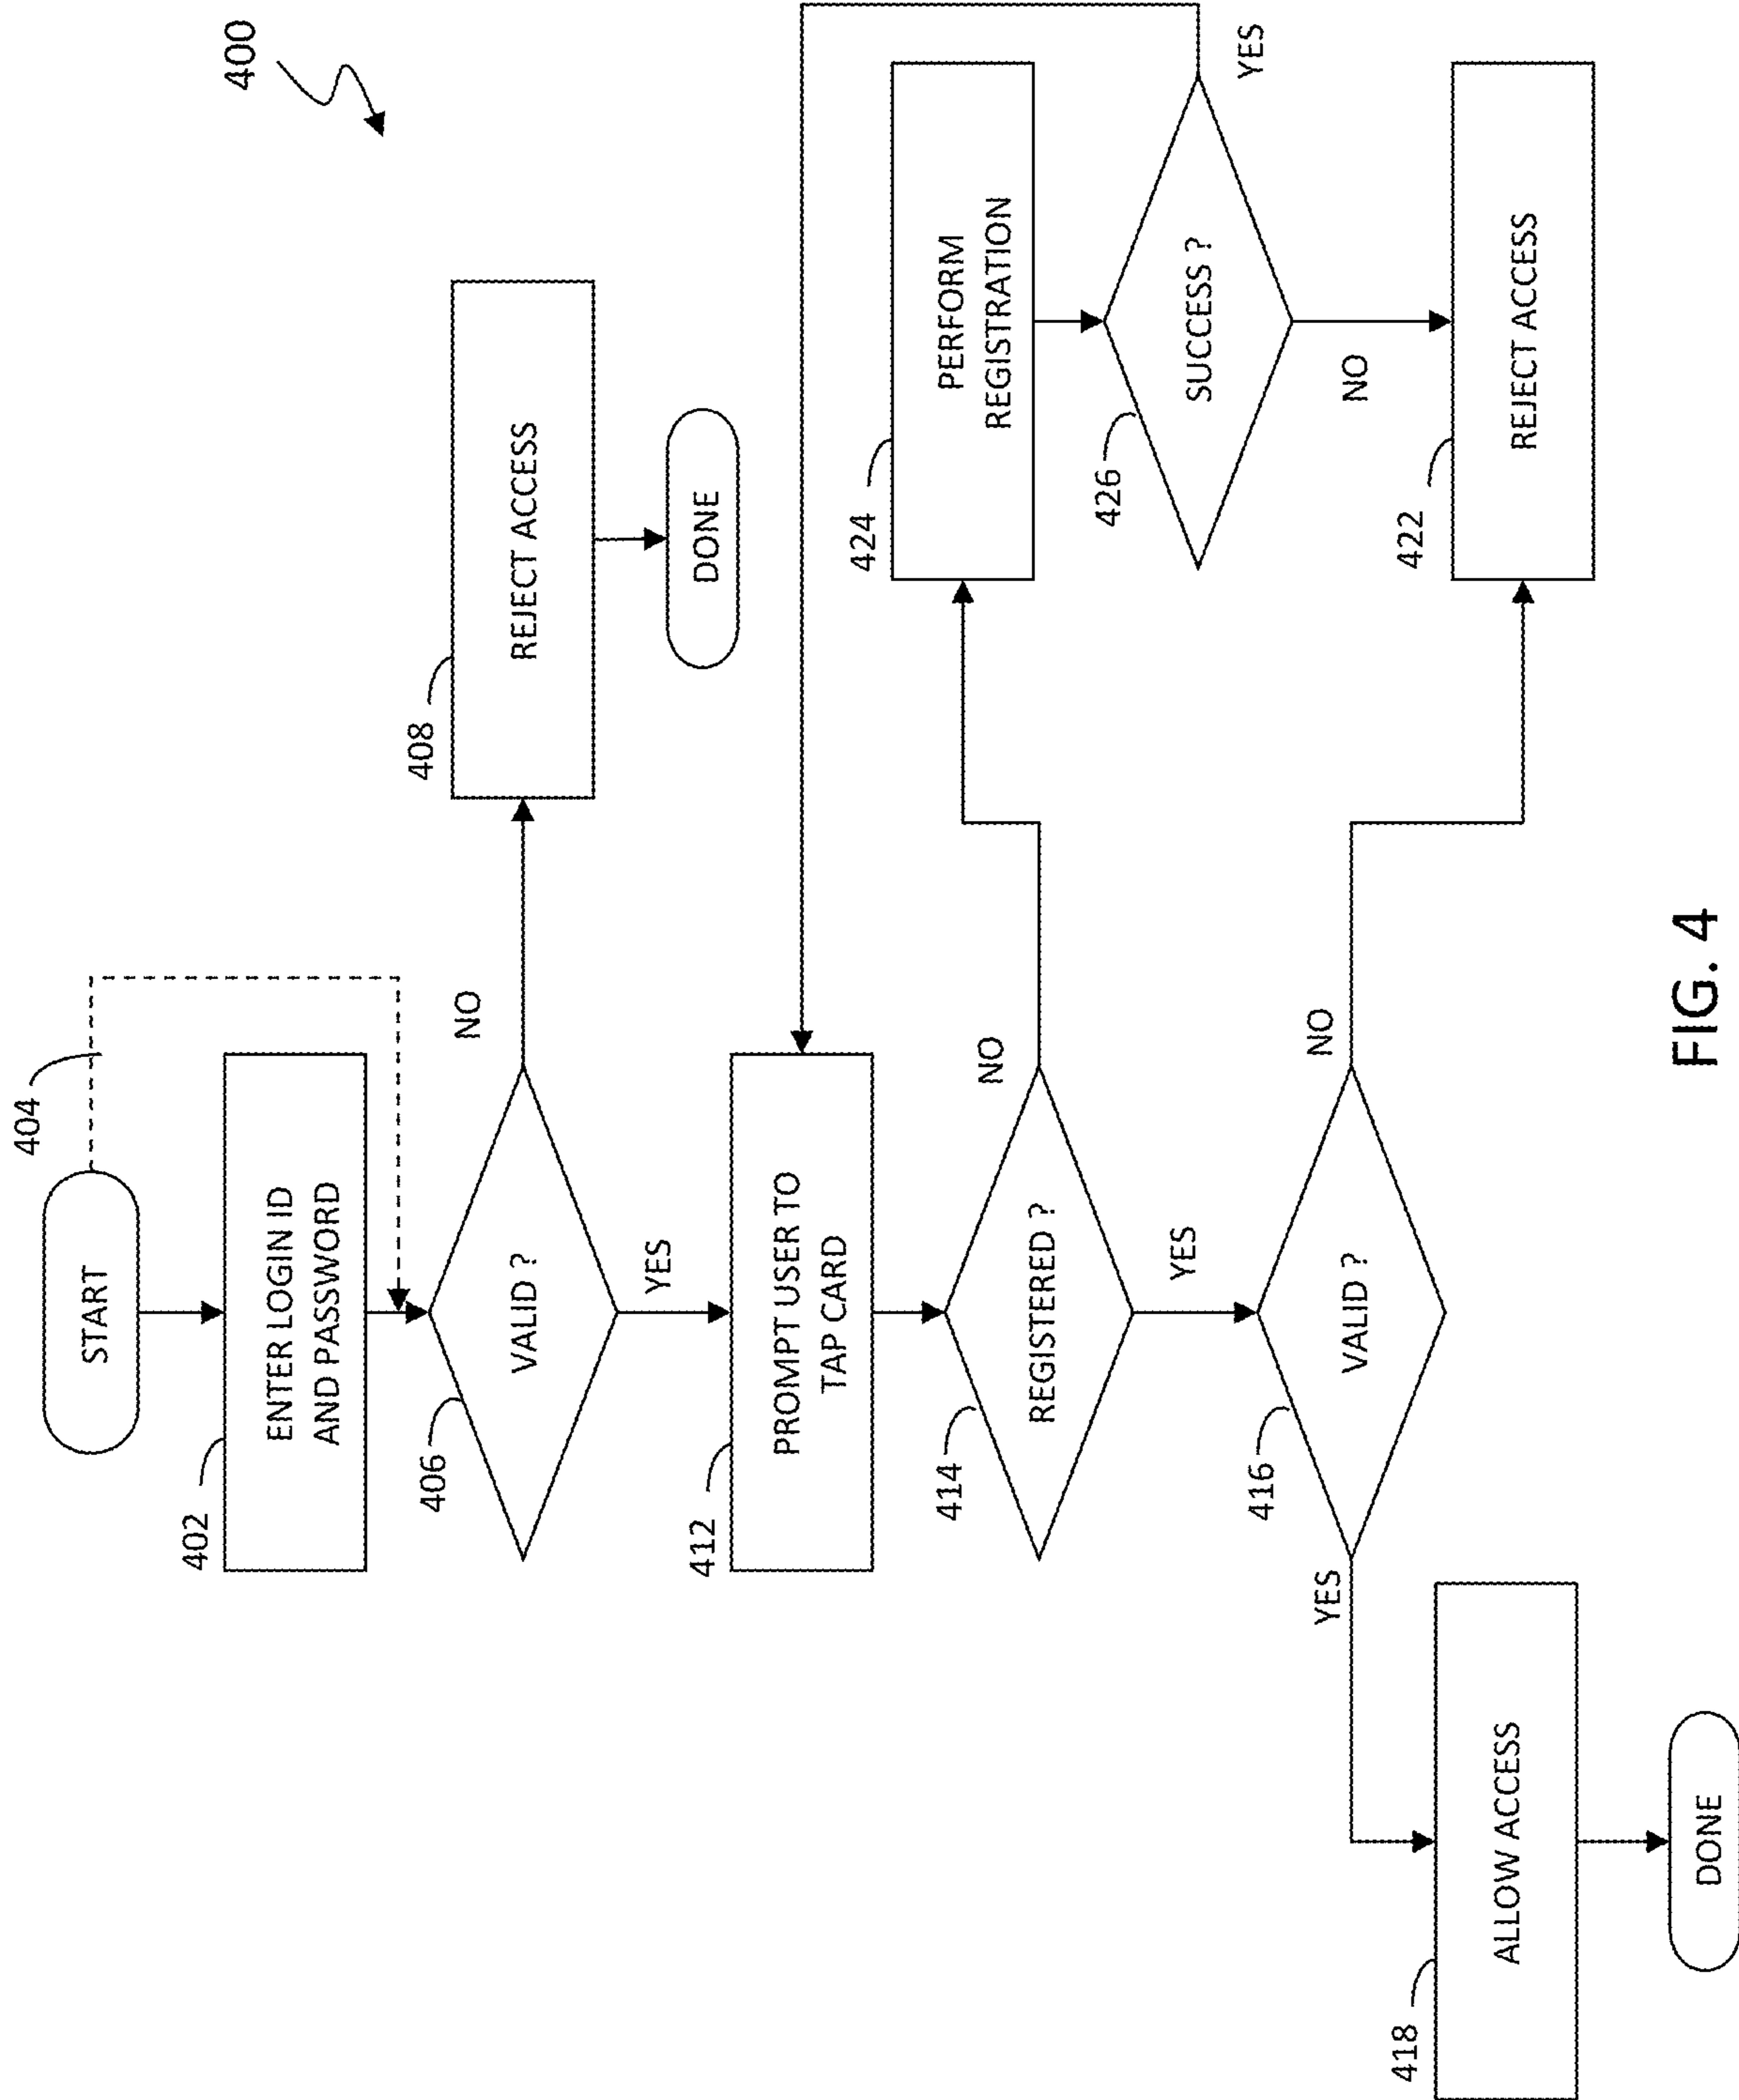 400
START
404
402
ENTER LOGIN ID
AND PASSWORD
406
VALID ?
NO
408
REJECT ACCESS
DONE
YES
412
PROMPT USER TO
TAP CARD
414
REGISTERED ?
NO
424
PERFORM
REGISTRATION
426
SUCCESS ?
YES
NO
422
REJECT ACCESS
YES
416
VALID ?
NO
YES
418
ALLOW ACCESS
DONE
FIG. 4